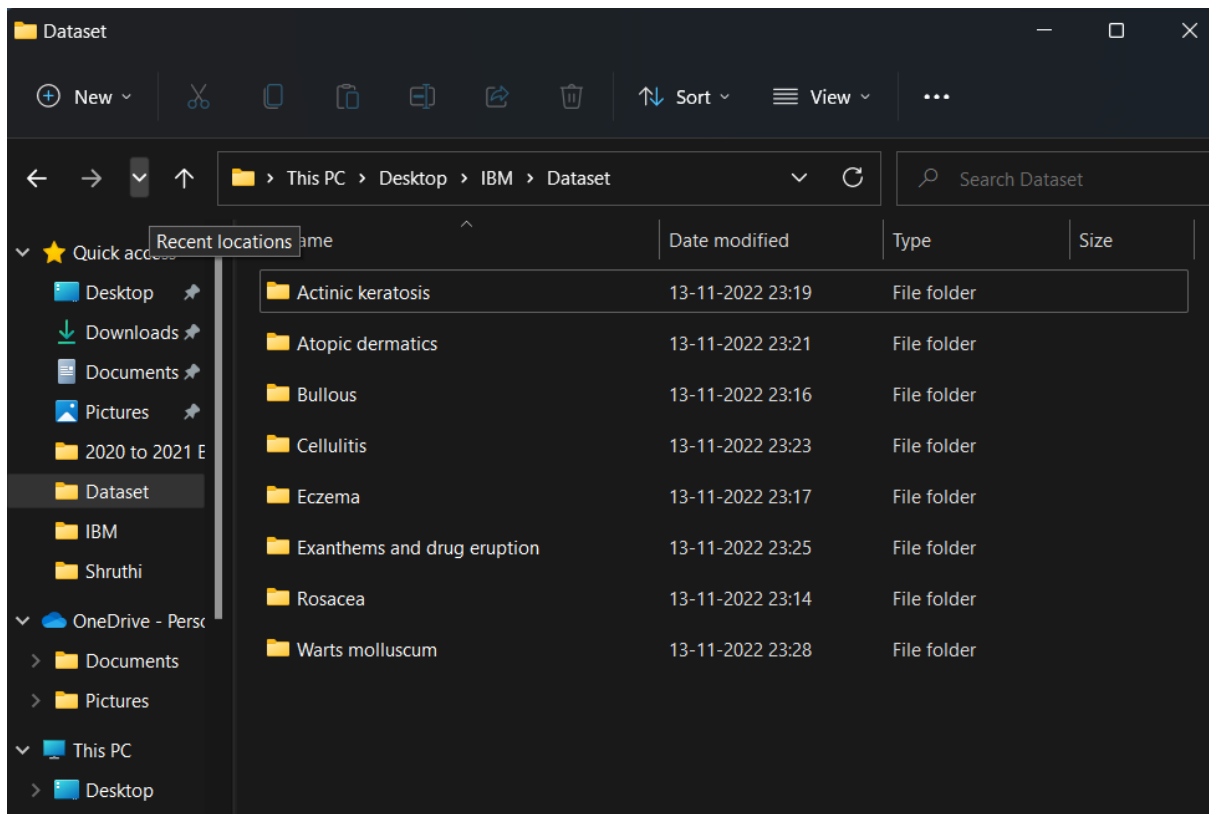 Dataset
New Sort View
This PC > Desktop > IBM > Dataset Search Dataset
Recent locations
Quick access ame Date modified Type Size
Desktop
Downloads
Documents
Pictures
2020 to 2021 E
Dataset
IBM
Shruthi
OneDrive - Perso
Documents
Pictures
This PC
Desktop
Actinic keratosis 13-11-2022 23:19 File folder
Atopic dermatics 13-11-2022 23:21 File folder
Bullous 13-11-2022 23:16 File folder
Cellulitis 13-11-2022 23:23 File folder
Eczema 13-11-2022 23:17 File folder
Exanthems and drug eruption 13-11-2022 23:25 File folder
Rosacea 13-11-2022 23:14 File folder
Warts molluscum 13-11-2022 23:28 File folder